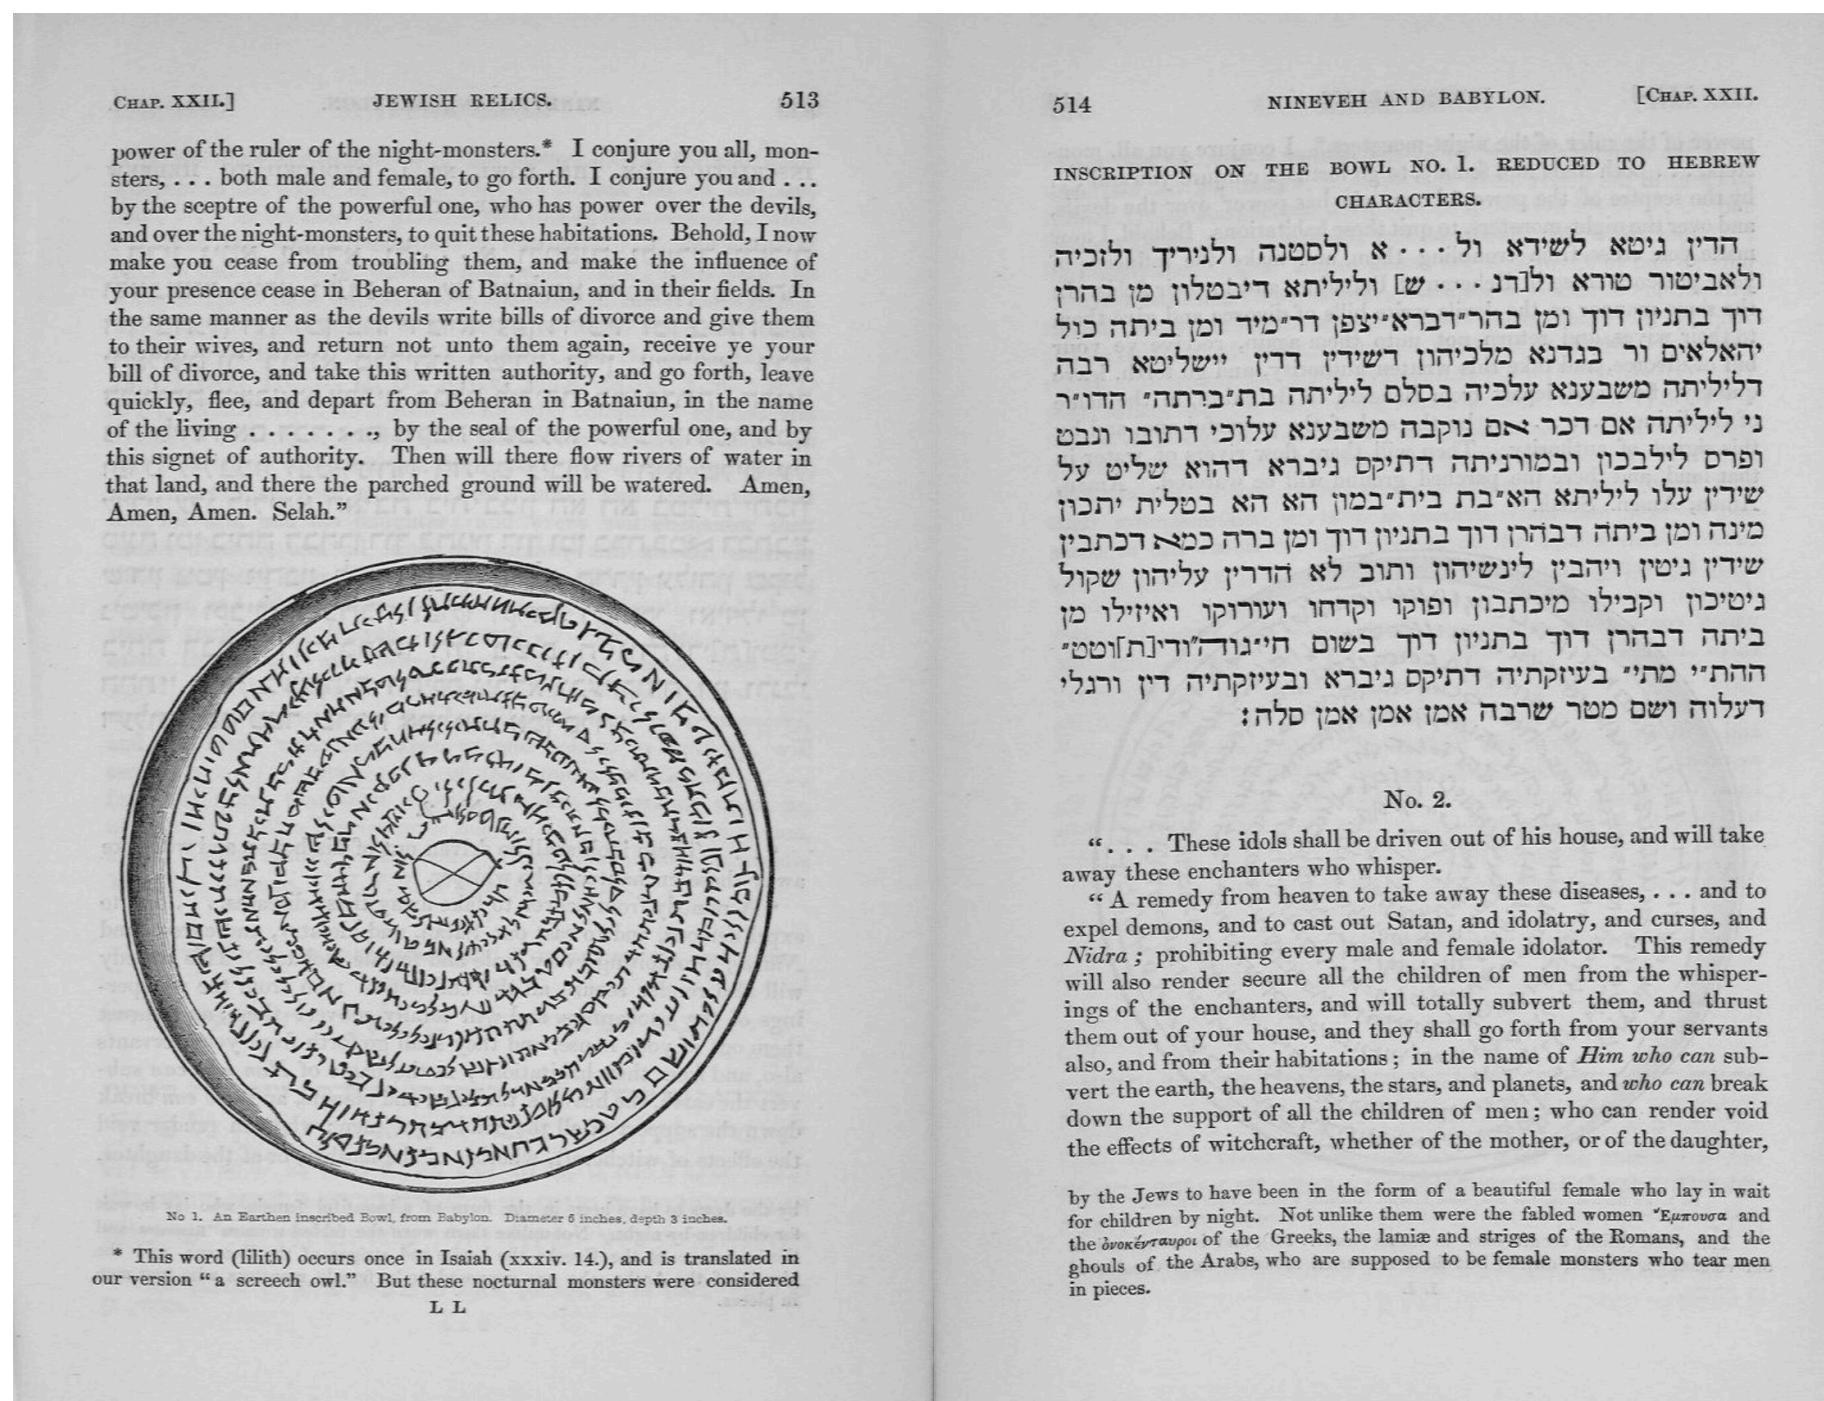 CHAP. XXII.] JEWISH RELICS. 513
power of the ruler of the night-monsters.* I conjure you all, mon-
sters, . . . both male and female, to go forth. I conjure you and . . .
by the sceptre of the powerful one, who has power over the devils,
and over the night-monsters, to quit these habitations. Behold, I now
make you cease from troubling them, and make the influence of
your presence cease in Beheran of Batnaiun, and in their fields. In
the same manner as the devils write bills of divorce and give them
to their wives, and return not unto them again, receive ye your
bill of divorce, and take this written authority, and go forth, leave
quickly, flee, and depart from Beheran in Batnaiun, in the name
of the living . . . . . . ., by the seal of the powerful one, and by
this signet of authority. Then will there flow rivers of water in
that land, and there the parched ground will be watered. Amen,
Amen, Amen. Selah.”
No 1. An Earthen inscribed Bowl, from Babylon. Diameter 6 inches, depth 3 inches.
* This word (lilith) occurs once in Isaiah (xxxiv. 14.), and is translated in
our version “a screech owl.” But these nocturnal monsters were considered
L L
514 NINEVEH AND BABYLON. [CHAP. XXII.
INSCRIPTION ON THE BOWL NO. 1. REDUCED TO HEBREW
CHARACTERS.
הדין גיטא לשידא ול . . . א ולסטנה ולניריך ולזכיה
ולאביטור טורא ול[דנ . . . ש] וליליתא דיבטלון מן בהרן
דוך בתניון דוך ומן בהר"דברא"יצפן דר"מיד ומן ביתה כול
יהאלאים ור בגדנא מלכיהון דשידין דדין יישליטא רבה
דליליתה משבענא עלכיה בסלם ליליתה בת"ברתה" הדו"ר
ני ליליתה אם דכר אם נוקבה משבענא עלוכי דתובו ונבט
ופרס לילבכון ובמורניתה דתיקס גיברא דהוא שליט על
שידין עלו ליליתא הא"בת בית"במון הא הא בטלית יתכון
מינה ומן ביתה דבהרן דוך בתניון דוך ומן ברה כמא דכתבין
שידין גיטין ויהבין לינשיהון ותוב לא הדרין עליהון שקול
גיטיכון וקבילו מיכתבון ופוקו וקדחו ועורוקו ואיזילו מן
ביתה דבהרן דוך בתניון דוך בשום חי"גודה"ודי[ת]וטט"
ההת"י מתי" בעיזקתיה דתיקס גיברא ובעיזקתיה דין ורגלי
דעלוה ושם מטר שרבה אמן אמן אמן סלה:
No. 2.
“. . . These idols shall be driven out of his house, and will take
away these enchanters who whisper.
“A remedy from heaven to take away these diseases, . . . and to
expel demons, and to cast out Satan, and idolatry, and curses, and
Nidra; prohibiting every male and female idolator. This remedy
will also render secure all the children of men from the whisper-
ings of the enchanters, and will totally subvert them, and thrust
them out of your house, and they shall go forth from your servants
also, and from their habitations; in the name of Him who can sub-
vert the earth, the heavens, the stars, and planets, and who can break
down the support of all the children of men; who can render void
the effects of witchcraft, whether of the mother, or of the daughter,
by the Jews to have been in the form of a beautiful female who lay in wait
for children by night. Not unlike them were the fabled women Ἔμπουσα and
the ὀνοκένταυροι of the Greeks, the lamiæ and striges of the Romans, and the
ghouls of the Arabs, who are supposed to be female monsters who tear men
in pieces.